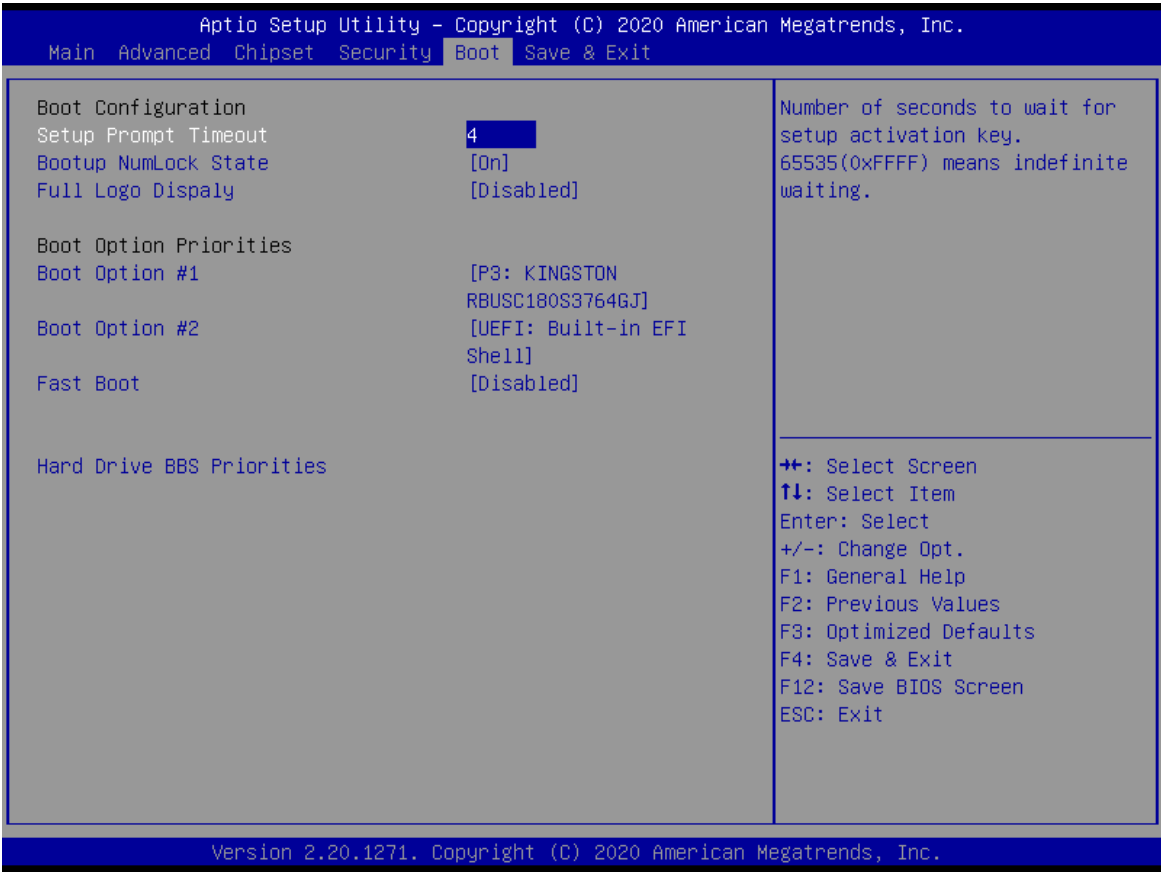 Aptio Setup Utility – Copyright (C) 2020 American Megatrends, Inc.
Main Advanced Chipset Security Boot Save & Exit
Boot Configuration
Setup Prompt Timeout 4
Bootup NumLock State [On]
Full Logo Dispaly [Disabled]
Boot Option Priorities
Boot Option #1 [P3: KINGSTON
RBUSC180S3764GJ]
Boot Option #2 [UEFI: Built-in EFI
Shell]
Fast Boot [Disabled]
Hard Drive BBS Priorities
Number of seconds to wait for
setup activation key.
65535(0xFFFF) means indefinite
waiting.
→←: Select Screen
↑↓: Select Item
Enter: Select
+/-: Change Opt.
F1: General Help
F2: Previous Values
F3: Optimized Defaults
F4: Save & Exit
F12: Save BIOS Screen
ESC: Exit
Version 2.20.1271. Copyright (C) 2020 American Megatrends, Inc.